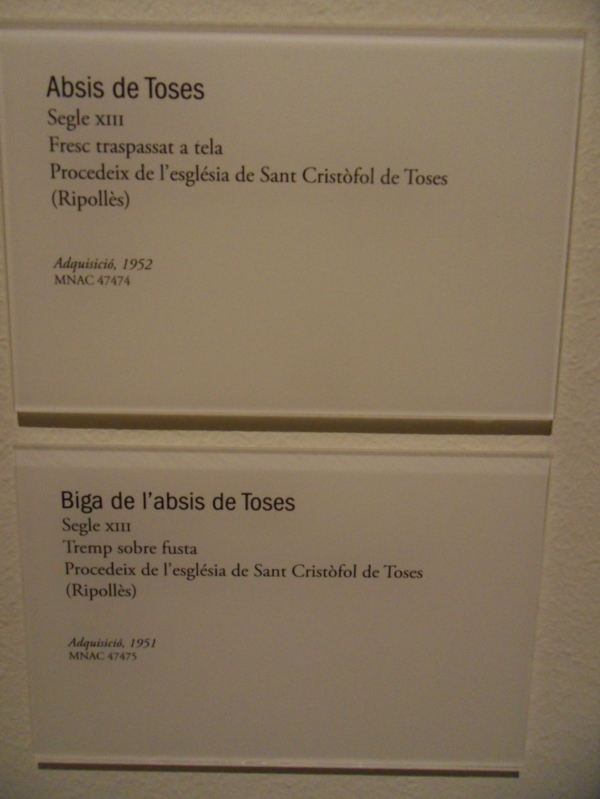 Absis de Toses
Segle XIII
Fresc traspassat a tela
Procedeix de l'església de Sant Cristòfol de Toses
(Ripollès)
Adquisició, 1952
MNAC 47474
Biga de l'absis de Toses
Segle XIII
Tremp sobre fusta
Procedeix de l'església de Sant Cristòfol de Toses
(Ripollès)
Adquisició, 1951
MNAC 47475